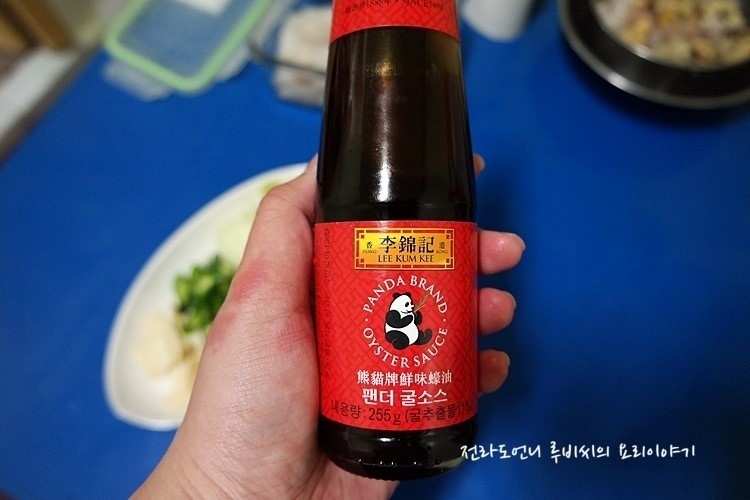 香 李錦記 港
HONG LEE KUM KEE KONG
PANDA BRAND
OYSTER SAUCE
熊貓牌鮮味蠔油
팬더 굴소스
내용량 : 255g (굴추출물
전라도언니 루비씨의 요리이야기